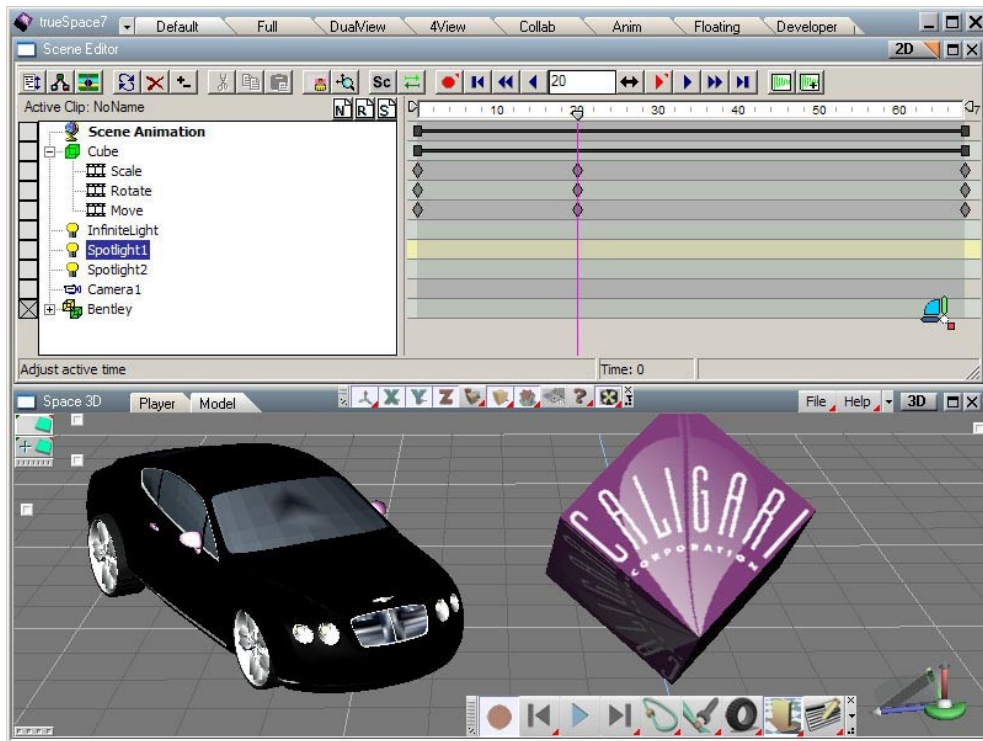 trueSpace7 Default Full DualView 4View Collab Anim Floating Developer
Scene Editor 2D
Sc 20
Active Clip: NoName N R S 10 20 30 40 50 60 7
Scene Animation
Cube
Scale
Rotate
Move
InfiniteLight
Spotlight1
Spotlight2
Camera1
Bentley
Adjust active time Time: 0
Space 3D Player Model X Y Z ? File Help 3D
CALIGARI
CORPORATION